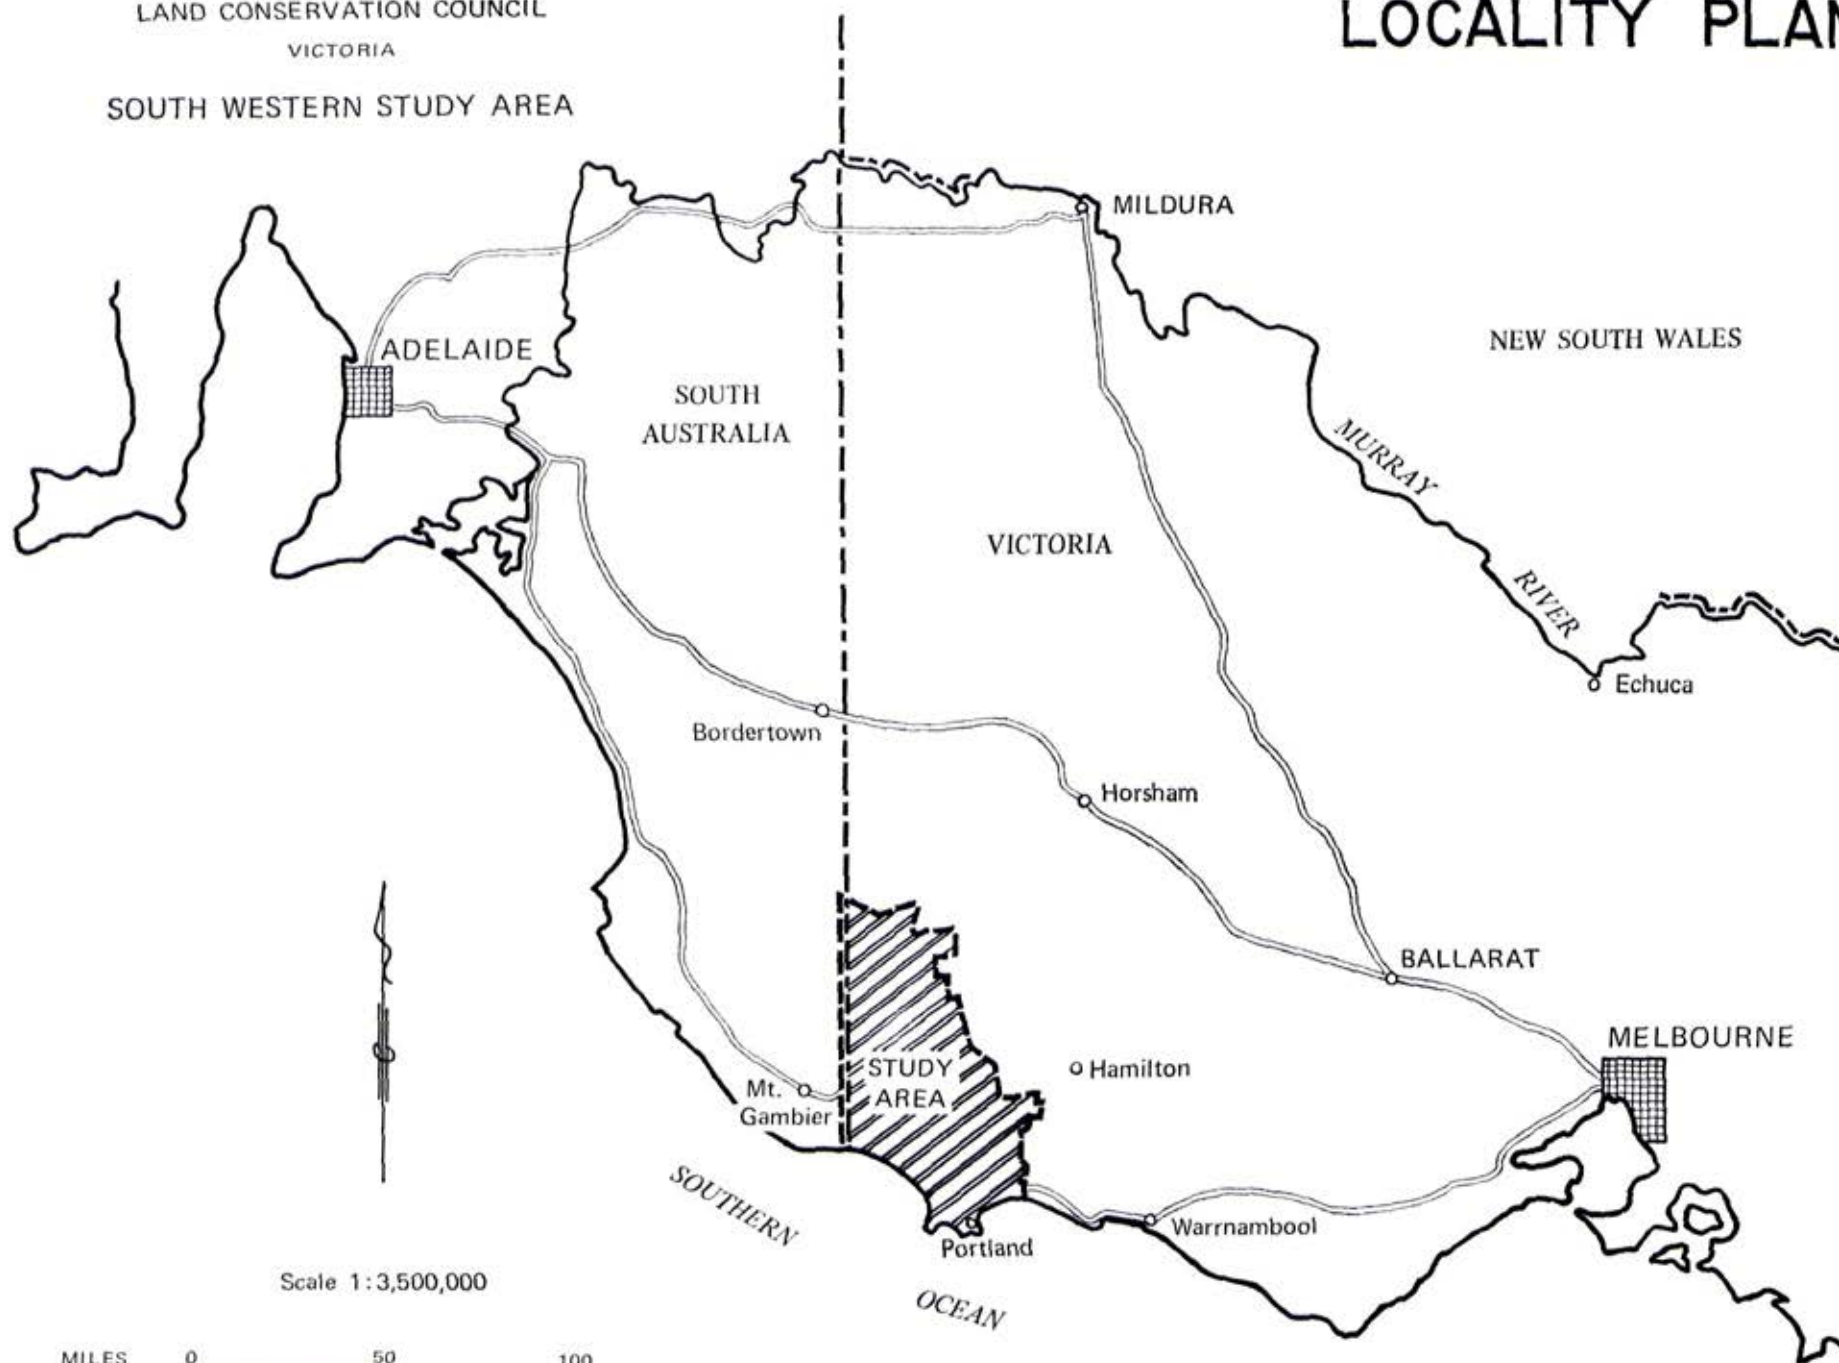 LAND CONSERVATION COUNCIL
VICTORIA
SOUTH WESTERN STUDY AREA
LOCALITY PLAN
MILDURA
ADELAIDE
NEW SOUTH WALES
SOUTH
AUSTRALIA
MURRAY
RIVER
VICTORIA
Echuca
Bordertown
Horsham
BALLARAT
MELBOURNE
STUDY
AREA
Hamilton
Mt.
Gambier
SOUTHERN
OCEAN
Warrnambool
Portland
Scale 1:3,500,000
MILES 0 50 100